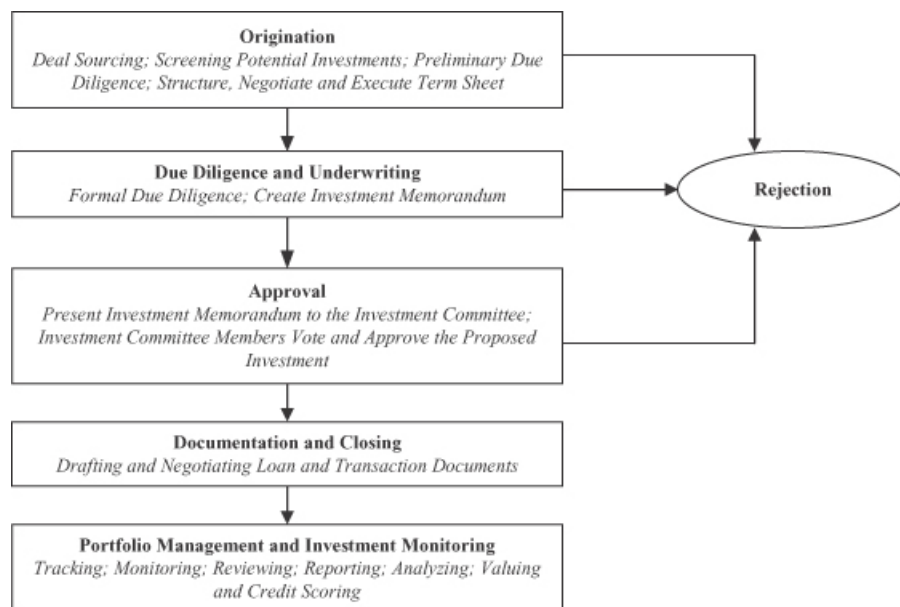 Origination
Deal Sourcing; Screening Potential Investments; Preliminary Due
Diligence; Structure, Negotiate and Execute Term Sheet
Due Diligence and Underwriting
Formal Due Diligence; Create Investment Memorandum
Rejection
Approval
Present Investment Memorandum to the Investment Committee;
Investment Committee Members Vote and Approve the Proposed
Investment
Documentation and Closing
Drafting and Negotiating Loan and Transaction Documents
Portfolio Management and Investment Monitoring
Tracking; Monitoring; Reviewing; Reporting; Analyzing; Valuing
and Credit Scoring